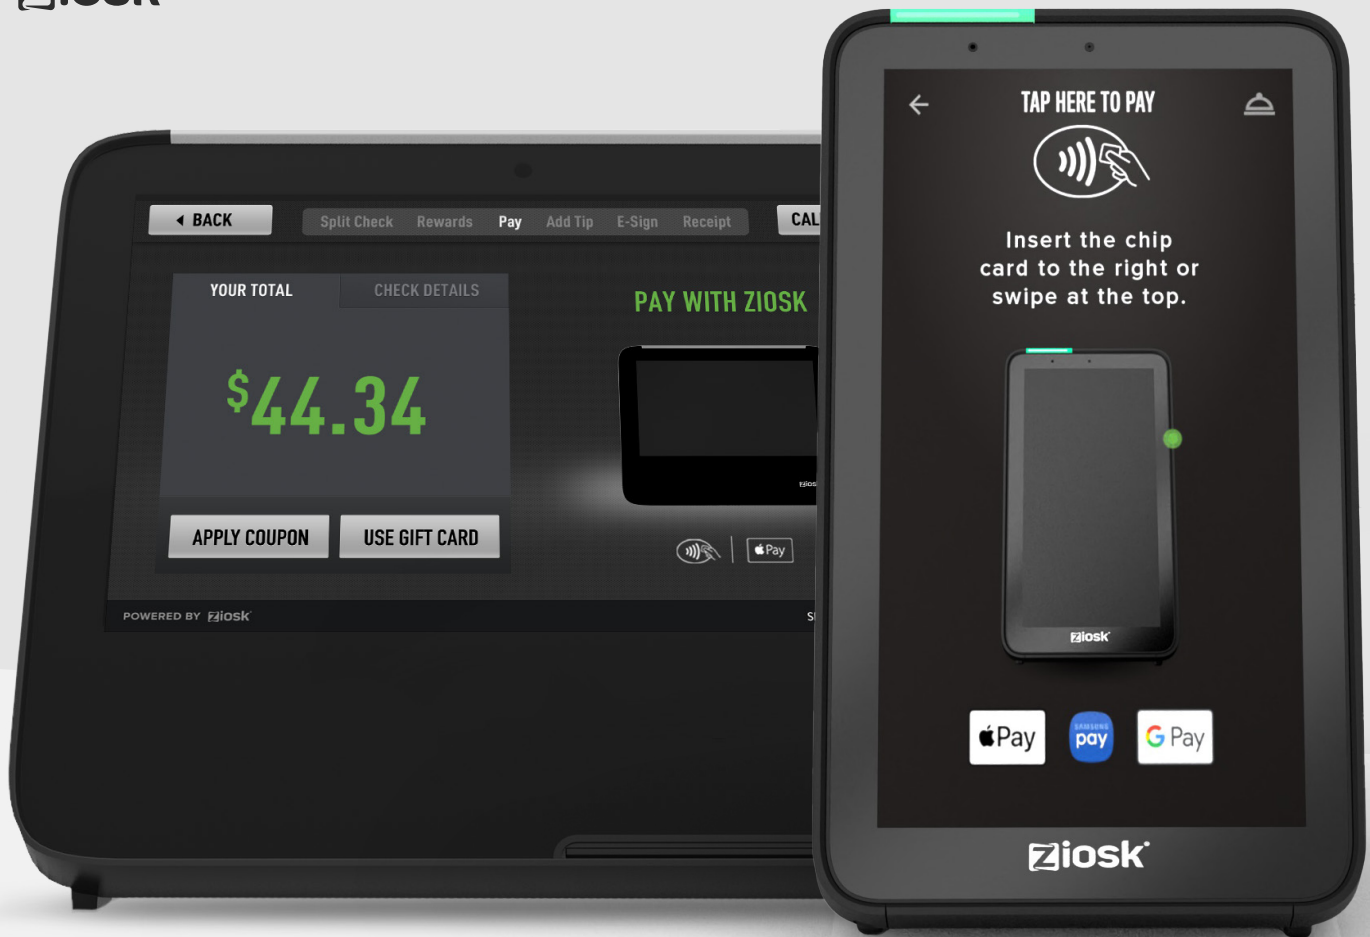 Ziosk
BACK
Split Check Rewards Pay Add Tip E-Sign Receipt
YOUR TOTAL
CHECK DETAILS
$44.34
APPLY COUPON
USE GIFT CARD
PAY WITH ZIOSK
Pay
POWERED BY Ziosk
TAP HERE TO PAY
Insert the chip
card to the right or
swipe at the top.
Ziosk
Pay
SAMSUNG
pay
G Pay
Ziosk